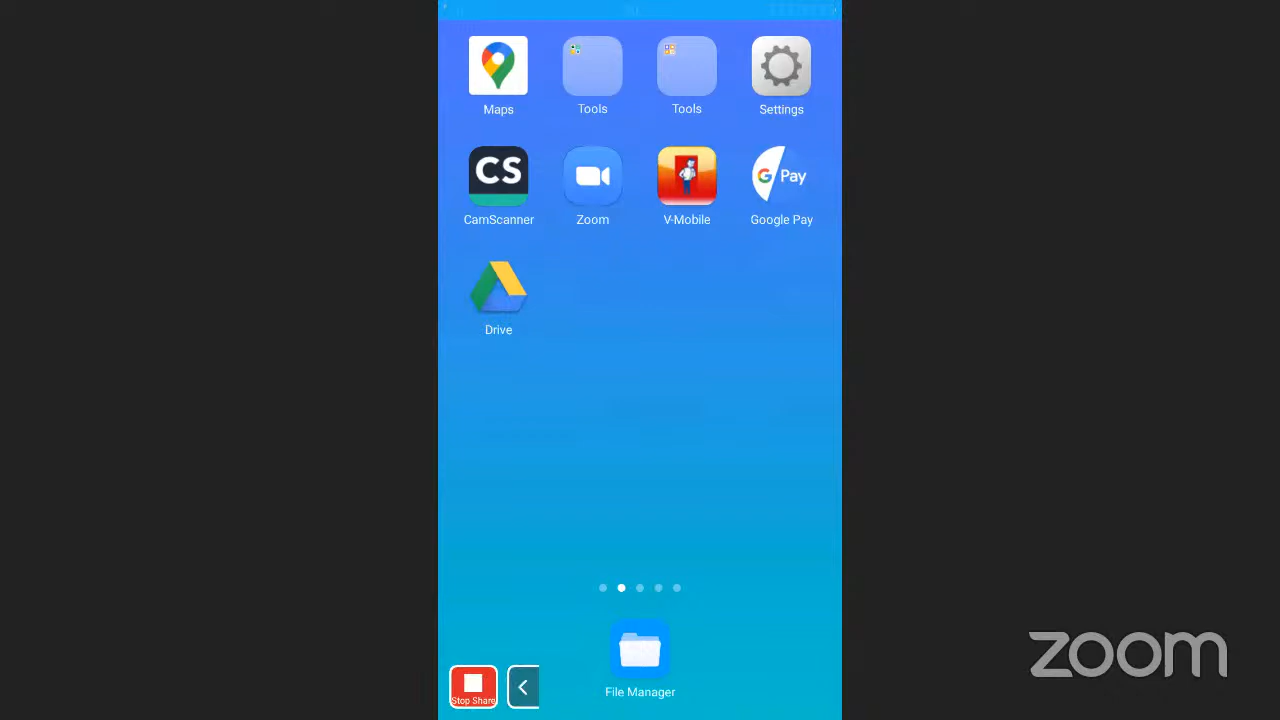 Maps
Tools
Tools
Settings
CS
G Pay
CamScanner
Zoom
V-Mobile
Google Pay
Drive
Stop Share
File Manager
zoom